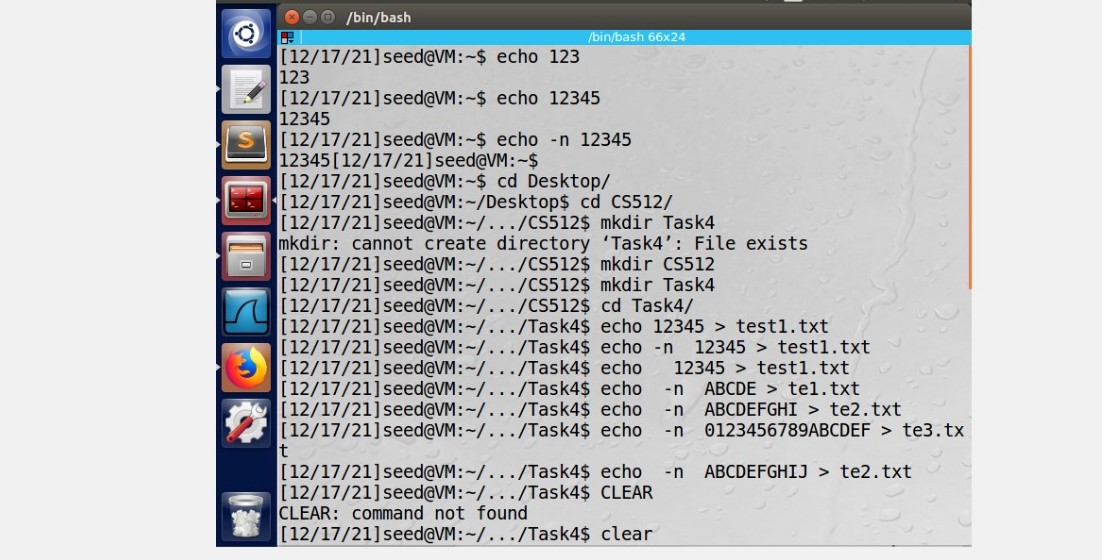 /bin/bash
/bin/bash 66x24
[12/17/21]seed@VM:~$ echo 123
123
[12/17/21]seed@VM:~$ echo 12345
12345
[12/17/21]seed@VM:~$ echo -n 12345
12345[12/17/21]seed@VM:~$
[12/17/21]seed@VM:~$ cd Desktop/
[12/17/21]seed@VM:~/Desktop$ cd CS512/
[12/17/21]seed@VM:~/.../CS512$ mkdir Task4
mkdir: cannot create directory ‘Task4’: File exists
[12/17/21]seed@VM:~/.../CS512$ mkdir CS512
[12/17/21]seed@VM:~/.../CS512$ mkdir Task4
[12/17/21]seed@VM:~/.../CS512$ cd Task4/
[12/17/21]seed@VM:~/.../Task4$ echo 12345 > test1.txt
[12/17/21]seed@VM:~/.../Task4$ echo -n  12345 > test1.txt
[12/17/21]seed@VM:~/.../Task4$ echo   12345 > test1.txt
[12/17/21]seed@VM:~/.../Task4$ echo  -n  ABCDE > te1.txt
[12/17/21]seed@VM:~/.../Task4$ echo  -n  ABCDEFGHI > te2.txt
[12/17/21]seed@VM:~/.../Task4$ echo  -n  0123456789ABCDEF > te3.tx
t
[12/17/21]seed@VM:~/.../Task4$ echo  -n  ABCDEFGHIJ > te2.txt
[12/17/21]seed@VM:~/.../Task4$ CLEAR
CLEAR: command not found
[12/17/21]seed@VM:~/.../Task4$ clear